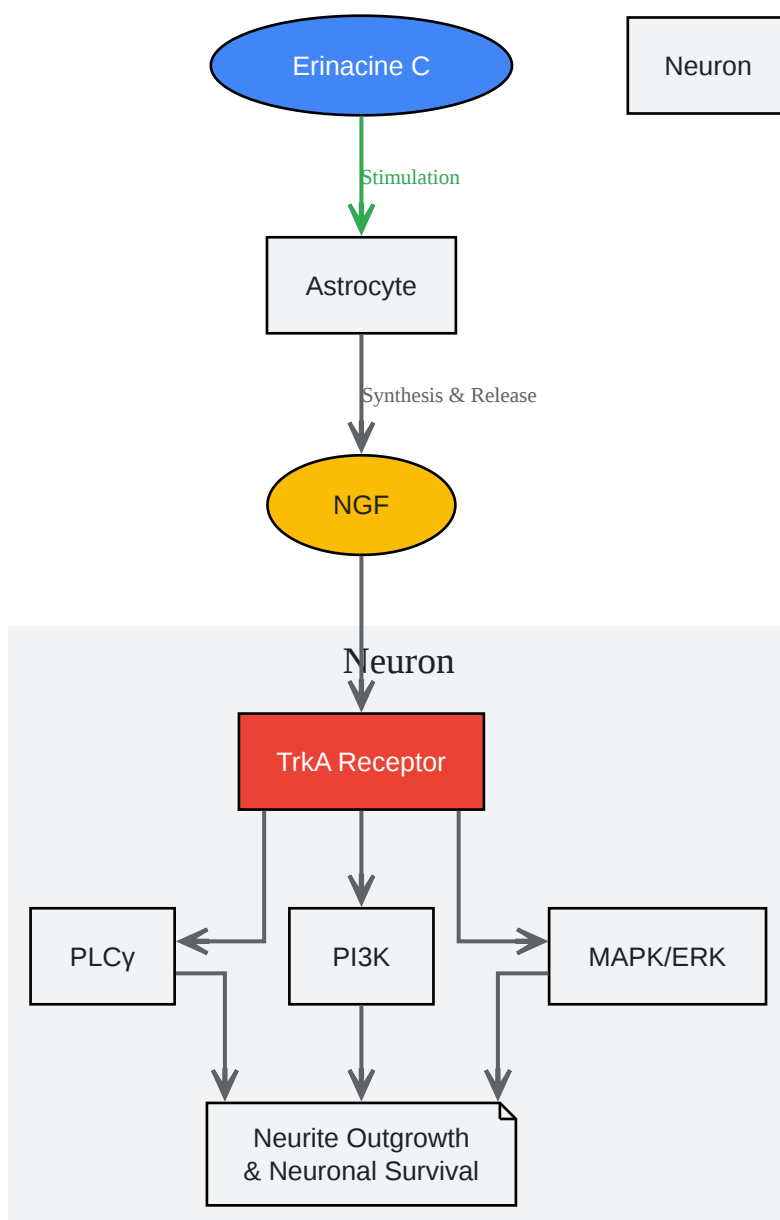 Erinacine C
Neuron
Stimulation
Astrocyte
Synthesis & Release
NGF
Neuron
TrkA Receptor
PLCγ
PI3K
MAPK/ERK
Neurite Outgrowth
& Neuronal Survival